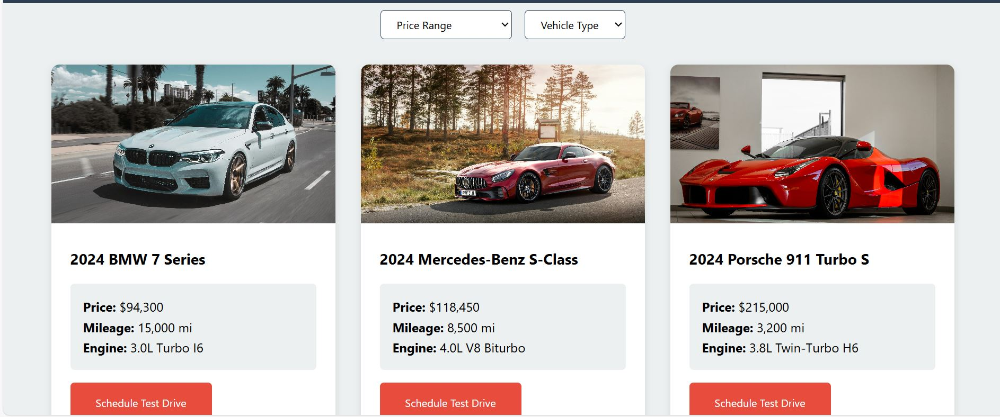 Price Range
Vehicle Type
2024 BMW 7 Series
Price: $94,300
Mileage: 15,000 mi
Engine: 3.0L Turbo I6
Schedule Test Drive
2024 Mercedes-Benz S-Class
Price: $118,450
Mileage: 8,500 mi
Engine: 4.0L V8 Biturbo
Schedule Test Drive
2024 Porsche 911 Turbo S
Price: $215,000
Mileage: 3,200 mi
Engine: 3.8L Twin-Turbo H6
Schedule Test Drive